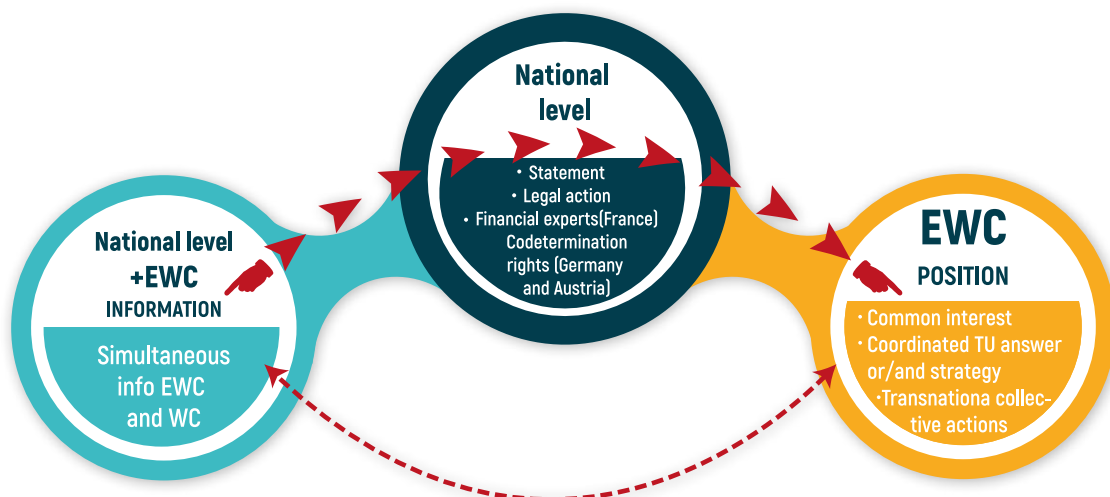 National level
+EWC
INFORMATION
Simultaneous
info EWC
and WC
National
level
• Statement
• Legal action
• Financial experts(France)
Codetermination
rights (Germany
and Austria)
EWC
POSITION
• Common interest
• Coordinated TU answer
or/and strategy
•Transnationa collec-
tive actions